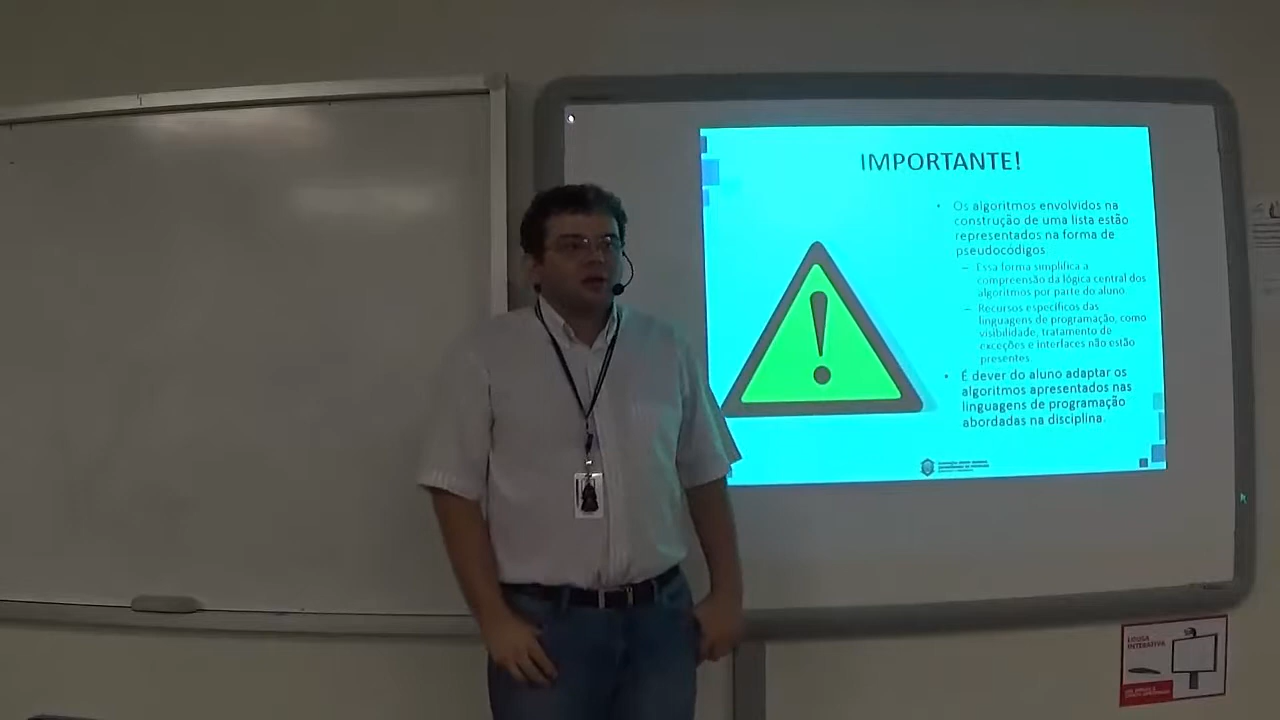 IMPORTANTE!
• Os algoritmos envolvidos na
construção de uma lista estão
representados na forma de
pseudocódigos.
– Essa forma simplifica a
compreensão da lógica central dos
algoritmos por parte do aluno
– Recursos específicos das
linguagens de programação, como
visibilidade, tratamento de
exceções e interfaces não estão
presentes.
• É dever do aluno adaptar os
algoritmos apresentados nas
linguagens de programação
abordadas na disciplina.
LOUSA
INTERATIVA